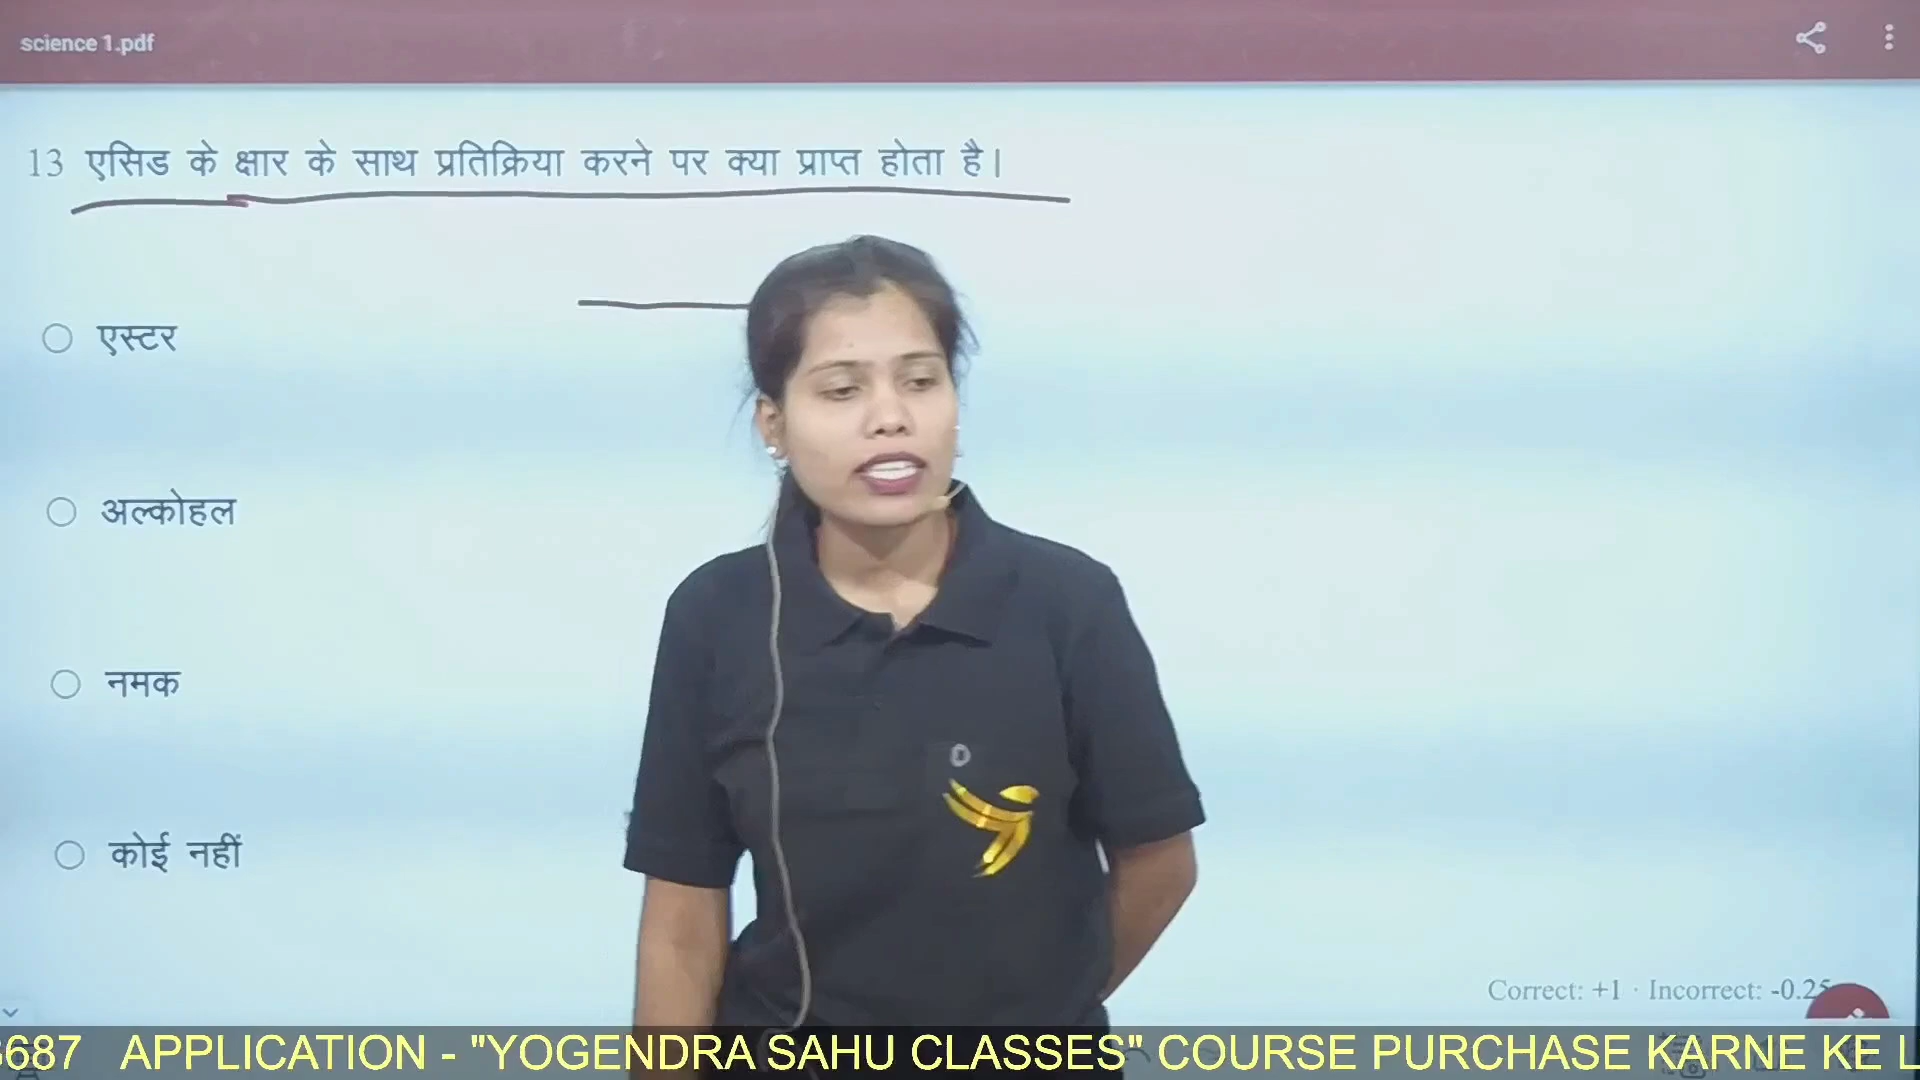 science 1.pdf
13 एसिड के क्षार के साथ प्रतिक्रिया करने पर क्या प्राप्त होता है।
एस्टर
अल्कोहल
नमक
कोई नहीं
Correct: +1 · Incorrect: -0.25
687 APPLICATION - "YOGENDRA SAHU CLASSES" COURSE PURCHASE KARNE KE